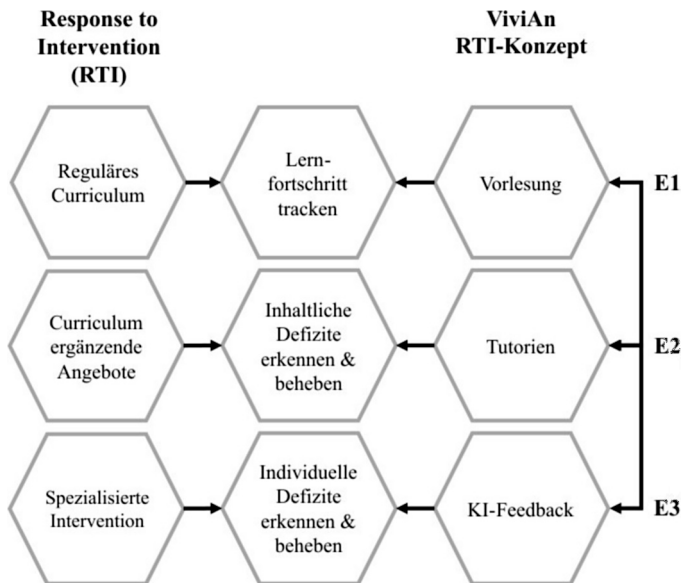 Response to
Intervention
(RTI)
ViviAn
RTI-Konzept
Reguläres
Curriculum
Lern-
fortschritt
tracken
Vorlesung
E1
Curriculum
ergänzende
Angebote
Inhaltliche
Defizite
erkennen &
beheben
Tutorien
E2
Spezialisierte
Intervention
Individuelle
Defizite
erkennen &
beheben
KI-Feedback
E3